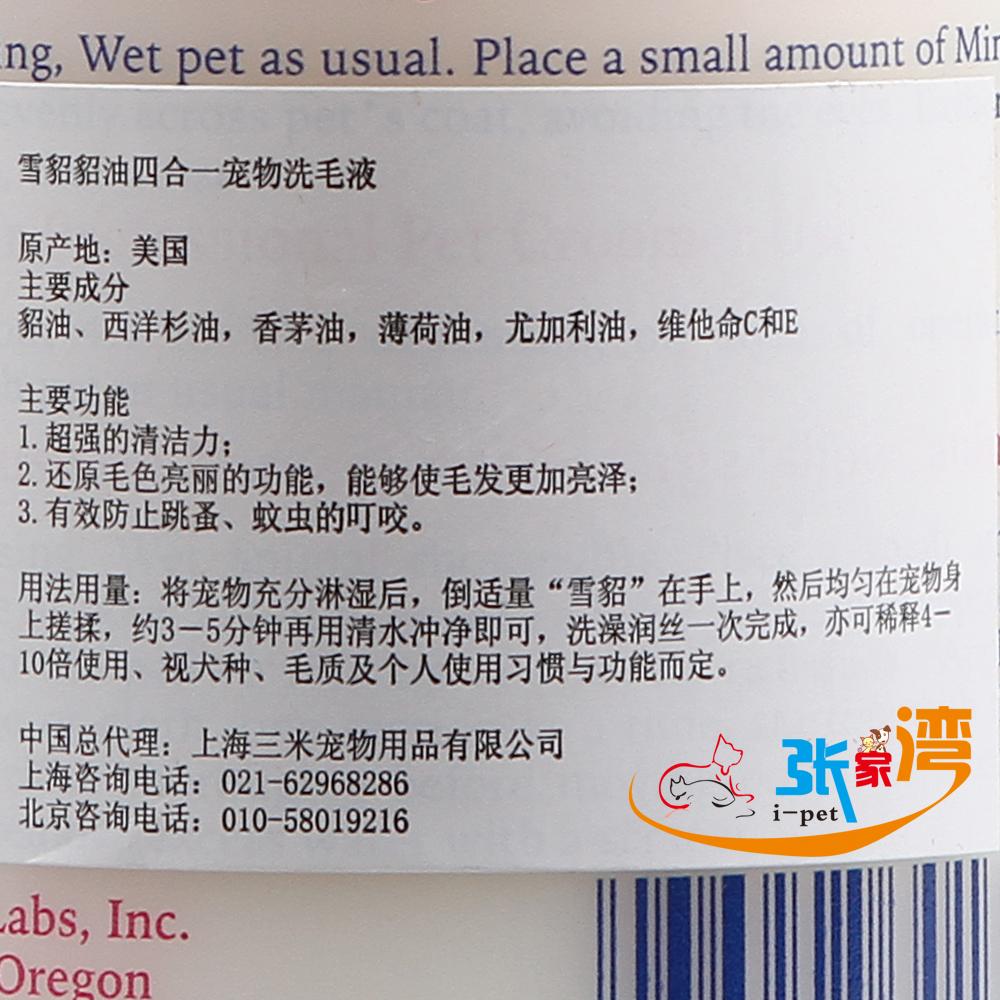 ing, Wet pet as usual. Place a small amount of Min
evenly across pet's coat, avoiding the eyes.
雪貂貂油四合一宠物洗毛液
原产地：美国
主要成分
貂油、西洋杉油，香茅油，薄荷油，尤加利油，维他命C和E
主要功能
1.超强的清洁力；
2.还原毛色亮丽的功能，能够使毛发更加亮泽；
3.有效防止跳蚤、蚊虫的叮咬。
用法用量：将宠物充分淋湿后，倒适量“雪貂”在手上，然后均匀在宠物身
上搓揉，约3—5分钟再用清水冲净即可，洗澡润丝一次完成，亦可稀释4-
10倍使用、视犬种、毛质及个人使用习惯与功能而定。
中国总代理：上海三米宠物用品有限公司
上海咨询电话：021-62968286
北京咨询电话：010-58019216
张家湾
i-pet
Labs, Inc.
Oregon